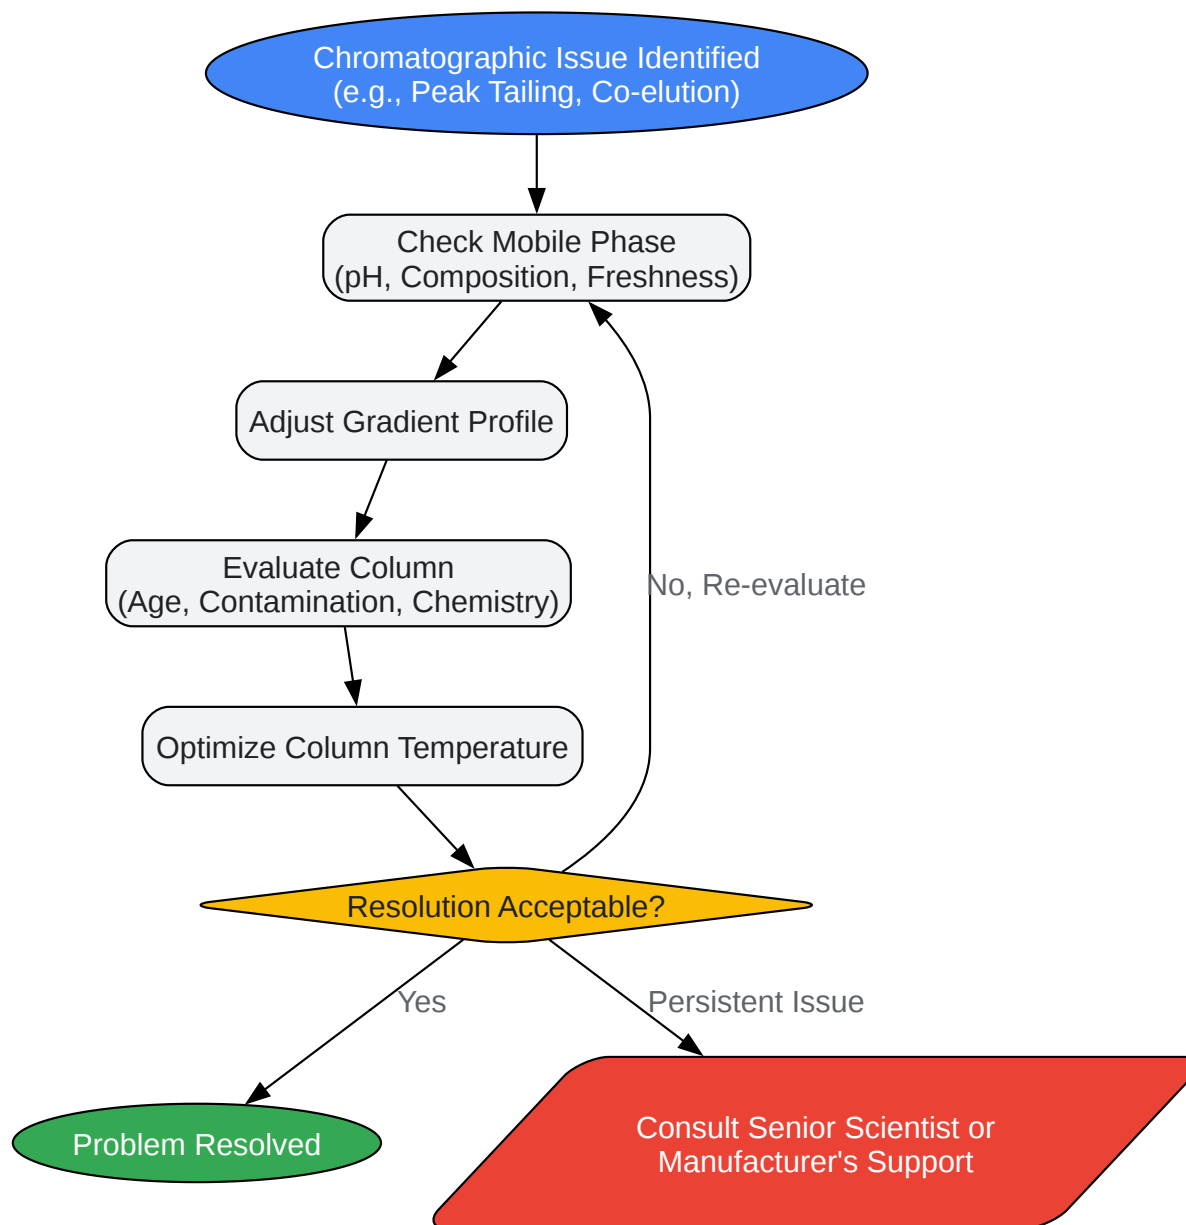 Chromatographic Issue Identified
(e.g., Peak Tailing, Co-elution)
Check Mobile Phase
(pH, Composition, Freshness)
Adjust Gradient Profile
Evaluate Column
(Age, Contamination, Chemistry)
No, Re-evaluate
Optimize Column Temperature
Resolution Acceptable?
Yes
Persistent Issue
Problem Resolved
Consult Senior Scientist or
Manufacturer's Support